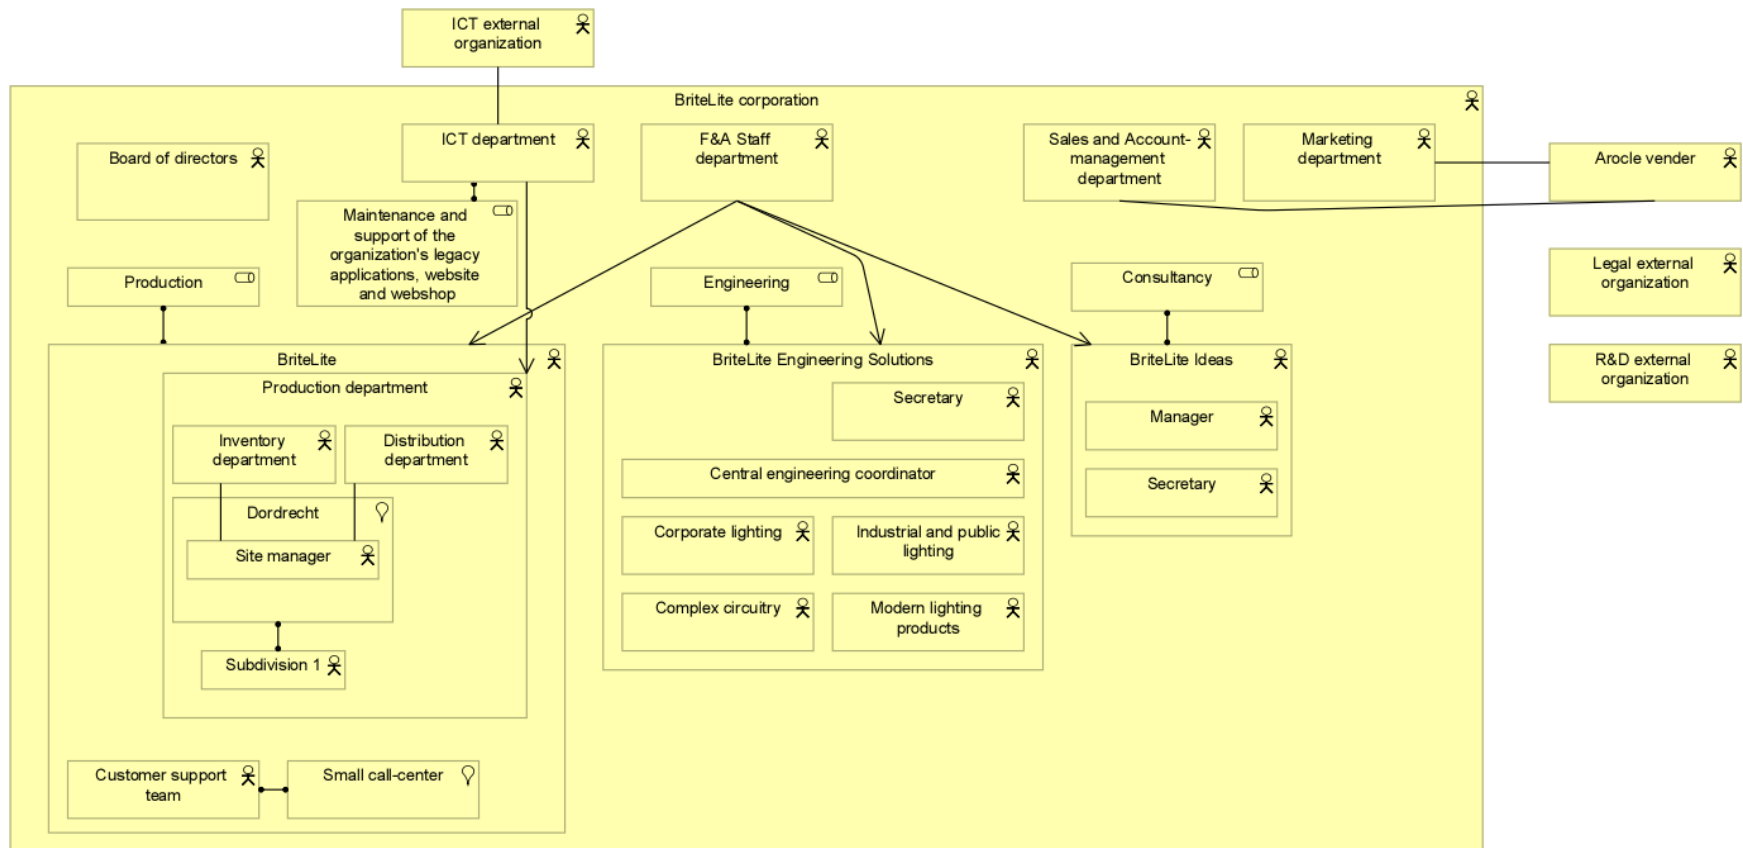 ICT external
organization
BriteLite corporation
Board of directors
ICT department
F&A Staff
department
Sales and Account-
management
department
Marketing
department
Arocle vender
Maintenance and
support of the
organization's legacy
applications, website
and webshop
Production
Engineering
Consultancy
Legal external
organization
R&D external
organization
BriteLite
Production department
Inventory
department
Distribution
department
Dordrecht
Site manager
Subdivision 1
Customer support
team
Small call-center
BriteLite Engineering Solutions
Secretary
Central engineering coordinator
Corporate lighting
Industrial and public
lighting
Complex circuitry
Modern lighting
products
BriteLite Ideas
Manager
Secretary